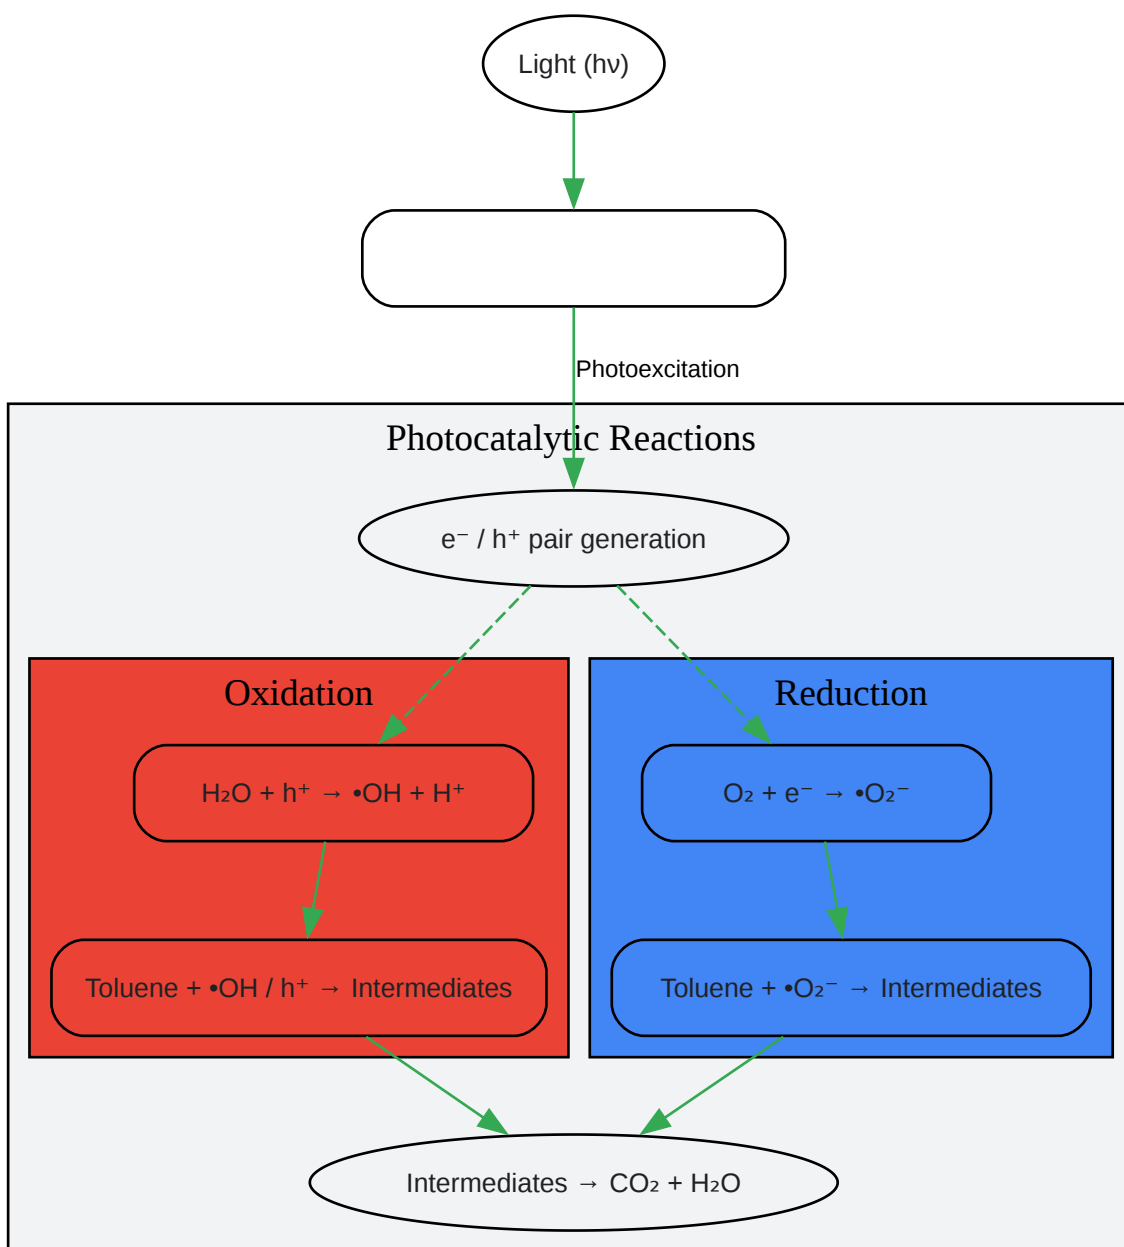 Light (hν)
Photoexcitation
Photocatalytic Reactions
e⁻ / h⁺ pair generation
Oxidation
Reduction
H₂O + h⁺ → •OH + H⁺
O₂ + e⁻ → •O₂⁻
Toluene + •OH / h⁺ → Intermediates
Toluene + •O₂⁻ → Intermediates
Intermediates → CO₂ + H₂O